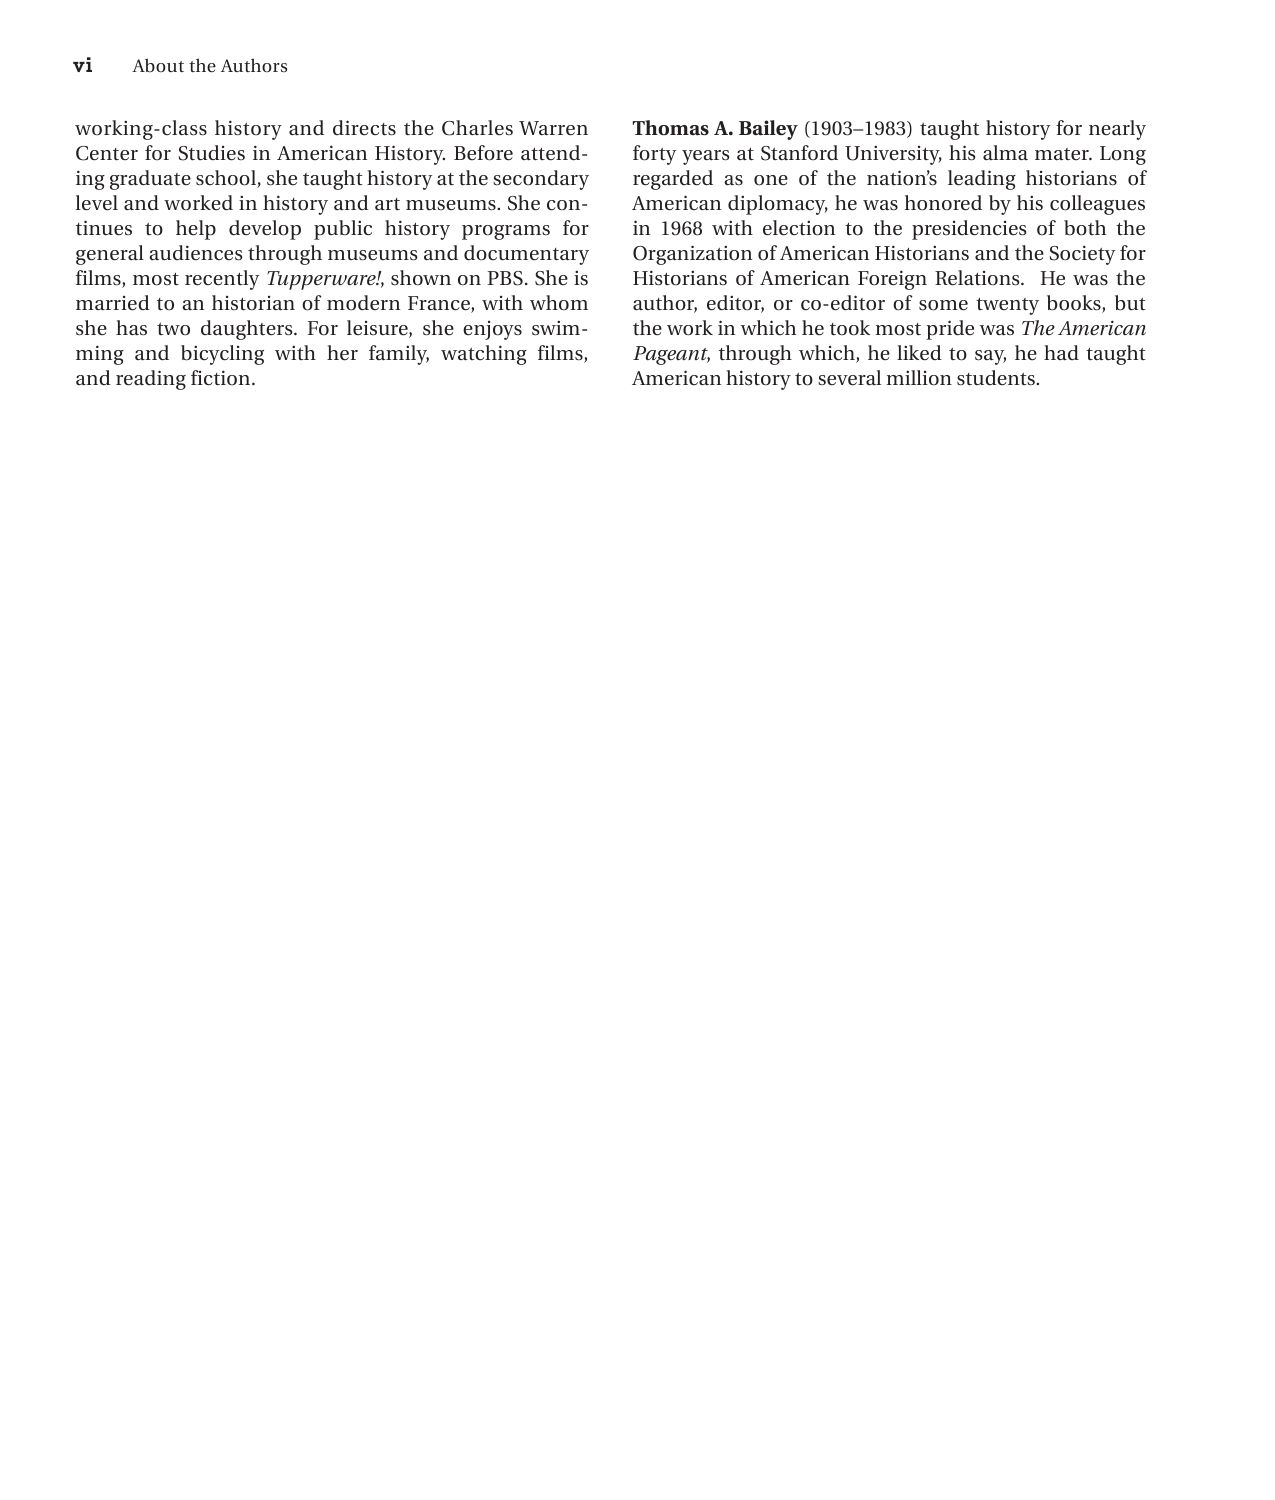 vi About the Authors
working-class history and directs the Charles Warren
Center for Studies in American History. Before attend-
ing graduate school, she taught history at the secondary
level and worked in history and art museums. She con-
tinues to help develop public history programs for
general audiences through museums and documentary
films, most recently Tupperware!, shown on PBS. She is
married to an historian of modern France, with whom
she has two daughters. For leisure, she enjoys swim-
ming and bicycling with her family, watching films,
and reading fiction.
Thomas A. Bailey (1903–1983) taught history for nearly
forty years at Stanford University, his alma mater. Long
regarded as one of the nation’s leading historians of
American diplomacy, he was honored by his colleagues
in 1968 with election to the presidencies of both the
Organization of American Historians and the Society for
Historians of American Foreign Relations. He was the
author, editor, or co-editor of some twenty books, but
the work in which he took most pride was The American
Pageant, through which, he liked to say, he had taught
American history to several million students.